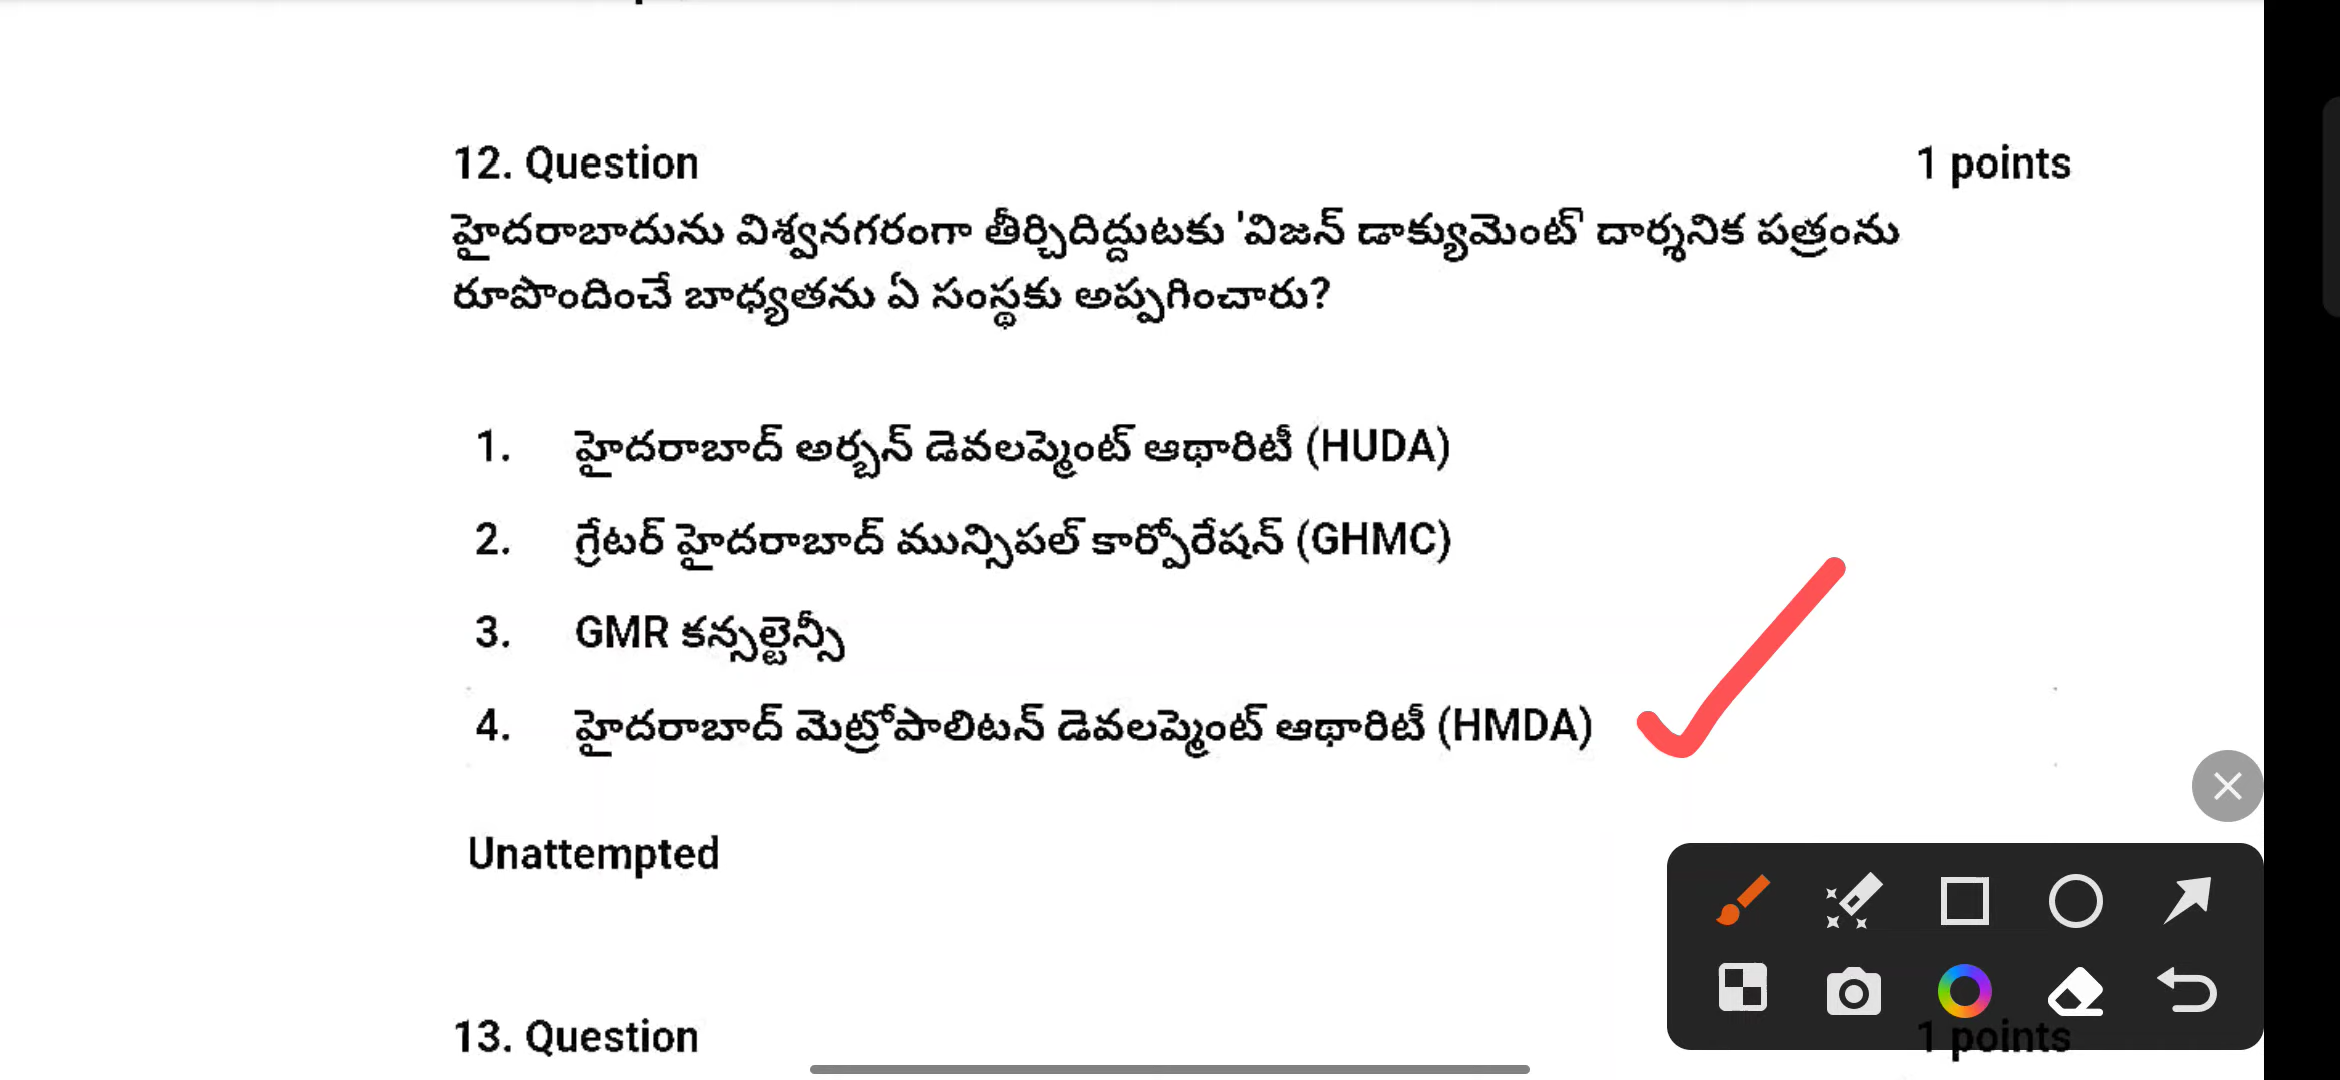 12. Question 1 points
హైదరాబాదును విశ్వనగరంగా తీర్చిదిద్దుటకు 'విజన్ డాక్యుమెంట్' దార్శనిక పత్రంను
రూపొందించే బాధ్యతను ఏ సంస్థకు అప్పగించారు?
1. హైదరాబాద్ అర్బన్ డెవలప్మెంట్ ఆథారిటీ (HUDA)
2. గ్రేటర్ హైదరాబాద్ మున్సిపల్ కార్పోరేషన్ (GHMC)
3. GMR కన్సల్టెన్సీ
4. హైదరాబాద్ మెట్రోపాలిటన్ డెవలప్మెంట్ ఆథారిటీ (HMDA)
Unattempted
13. Question 1 points